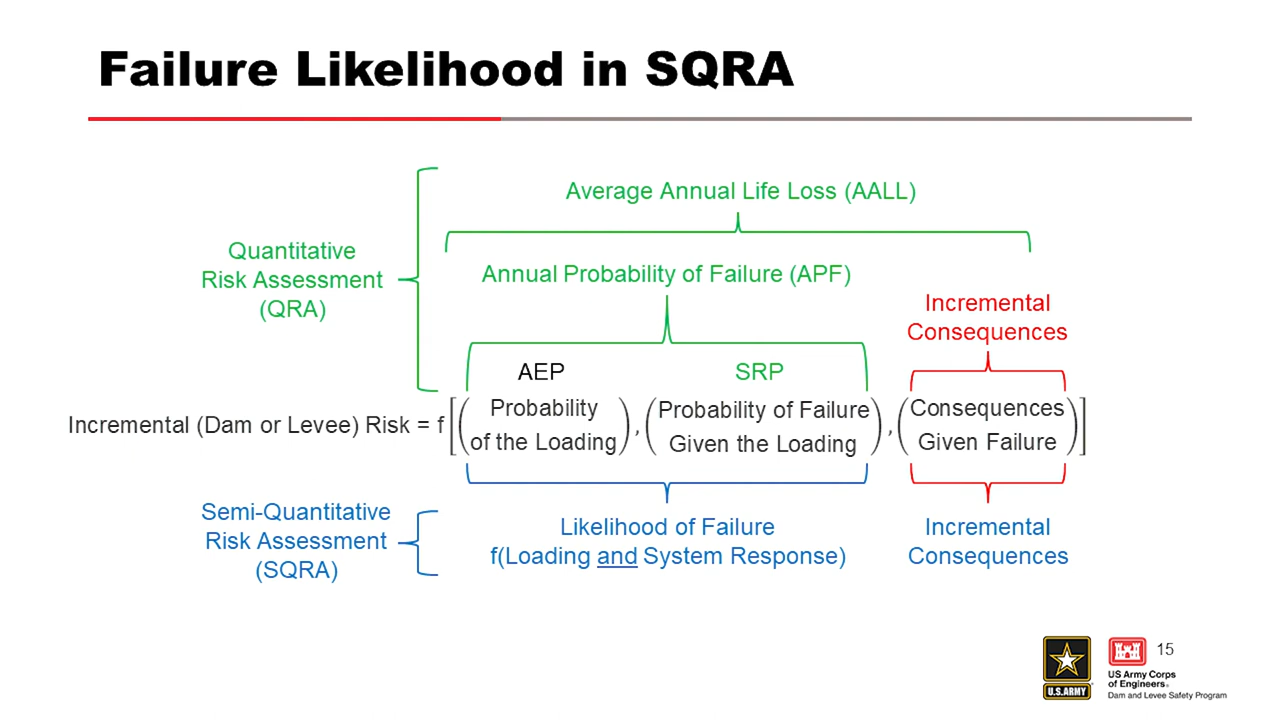 Failure Likelihood in SQRA
Average Annual Life Loss (AALL)
Quantitative
Risk Assessment
(QRA)
Annual Probability of Failure (APF)
Incremental
Consequences
AEP
SRP
Incremental (Dam or Levee) Risk = f[(Probability of the Loading), (Probability of Failure Given the Loading), (Consequences Given Failure)]
Semi-Quantitative
Risk Assessment
(SQRA)
Likelihood of Failure
f(Loading and System Response)
Incremental
Consequences
U.S.ARMY
US Army Corps
of Engineers®
Dam and Levee Safety Program
15